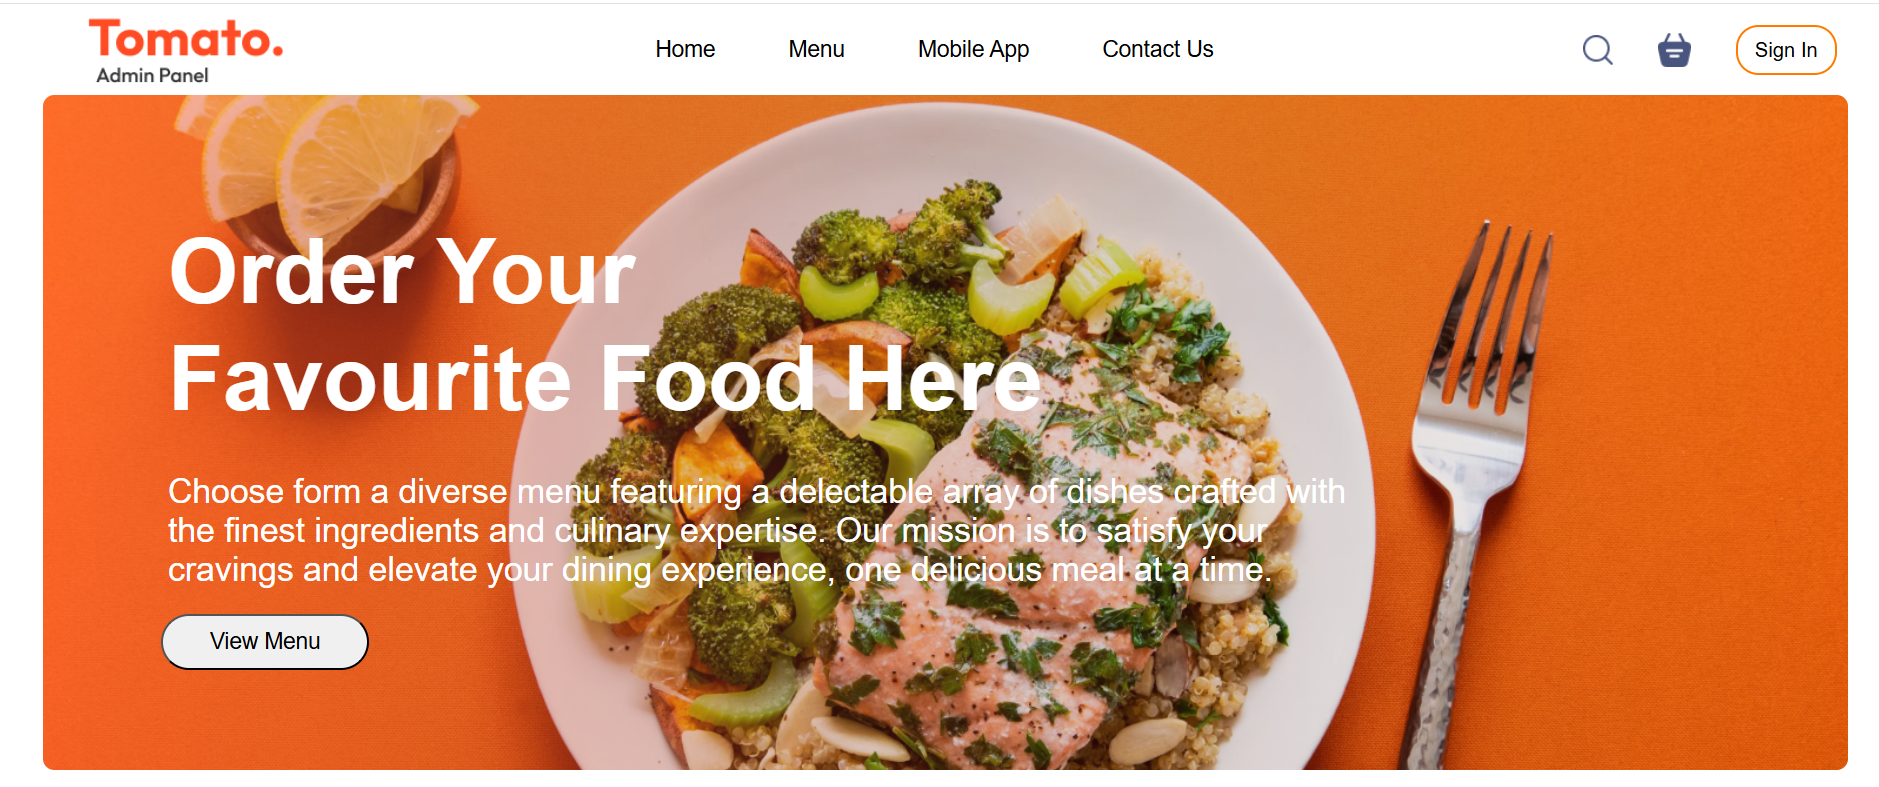 Tomato.
Admin Panel
Home
Menu
Mobile App
Contact Us
Sign In
Order Your
Favourite Food Here
Choose form a diverse menu featuring a delectable array of dishes crafted with
the finest ingredients and culinary expertise. Our mission is to satisfy your
cravings and elevate your dining experience, one delicious meal at a time.
View Menu